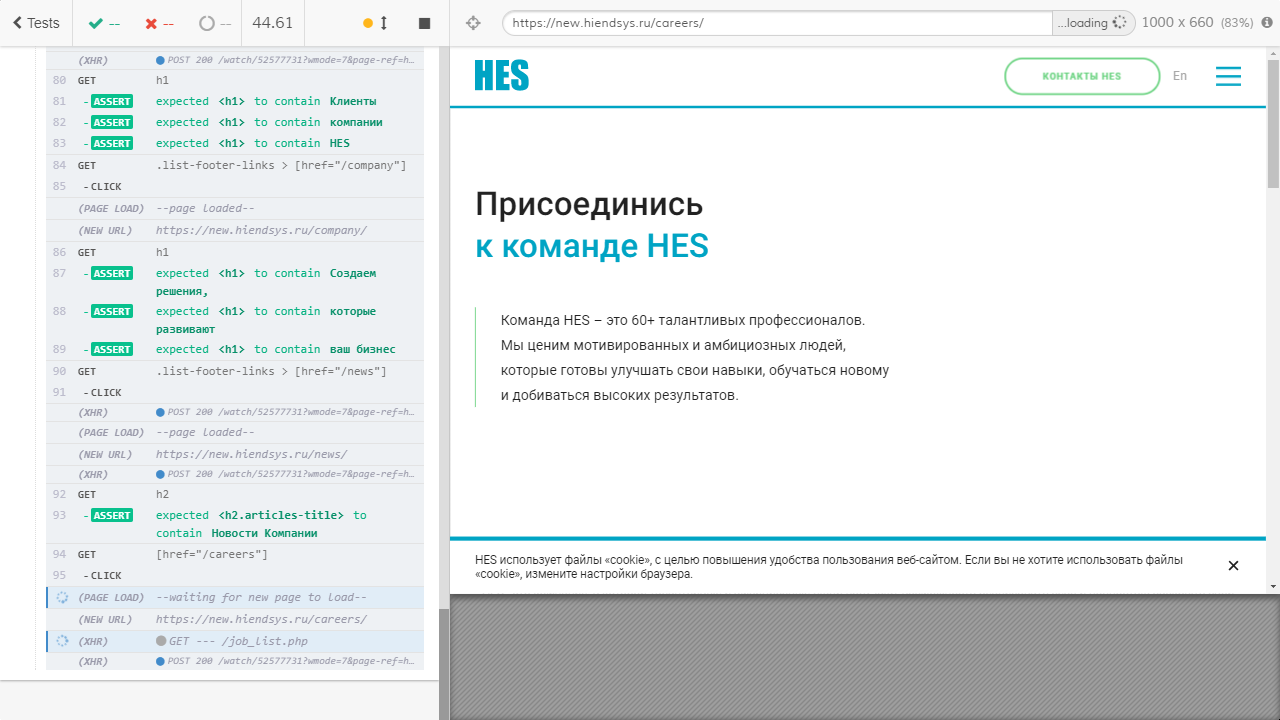 Tests -- -- -- 44.61
https://new.hiendsys.ru/careers/ ...loading 1000 x 660 (83%)
(XHR) POST 200 /watch/52577731?wmode=7&page-ref=h...
80 GET h1
81 -ASSERT expected <h1> to contain Клиенты
82 -ASSERT expected <h1> to contain компании
83 -ASSERT expected <h1> to contain HES
84 GET .list-footer-links > [href="/company"]
85 -CLICK
(PAGE LOAD) --page loaded--
(NEW URL) https://new.hiendsys.ru/company/
86 GET h1
87 -ASSERT expected <h1> to contain Создаем
решения,
88 -ASSERT expected <h1> to contain которые
развивают
89 -ASSERT expected <h1> to contain ваш бизнес
90 GET .list-footer-links > [href="/news"]
91 -CLICK
(XHR) POST 200 /watch/52577731?wmode=7&page-ref=h...
(PAGE LOAD) --page loaded--
(NEW URL) https://new.hiendsys.ru/news/
(XHR) POST 200 /watch/52577731?wmode=7&page-ref=h...
92 GET h2
93 -ASSERT expected <h2.articles-title> to
contain Новости Компании
94 GET [href="/careers"]
95 -CLICK
(PAGE LOAD) --waiting for new page to load--
(NEW URL) https://new.hiendsys.ru/careers/
(XHR) GET --- /job_list.php
(XHR) POST 200 /watch/52577731?wmode=7&page-ref=h...
HES КОНТАКТЫ HES En
Присоединись
к команде HES
Команда HES – это 60+ талантливых профессионалов.
Мы ценим мотивированных и амбициозных людей,
которые готовы улучшать свои навыки, обучаться новому
и добиваться высоких результатов.
HES использует файлы «cookie», с целью повышения удобства пользования веб-сайтом. Если вы не хотите использовать файлы
«cookie», измените настройки браузера.